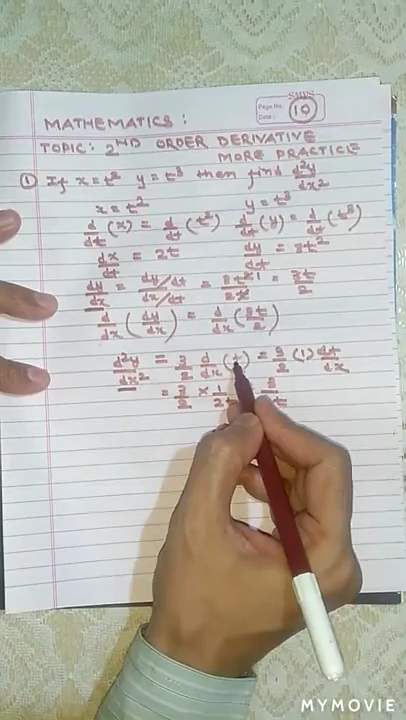 SHIPS
Page No. 10
Date:
MATHEMATICS:
TOPIC: 2ND ORDER DERIVATIVE
MORE PRACTICE
① If x = t² y = t³ then find d²y/dx²
x = t² y = t³
d/dt (x) = d/dt (t²) d/dt (y) = d/dt (t³)
dx/dt = 2t dy/dt = 3t²
dy/dx = dy/dt / dx/dt = 3t²⁻¹/2t = 3t/2
d/dx (dy/dx) = d/dx (3t/2)
d²y/dx² = 3/2 d/dx (t) = 3/2 (1) dt/dx
= 3/2 × 1/2t
MYMOVIE